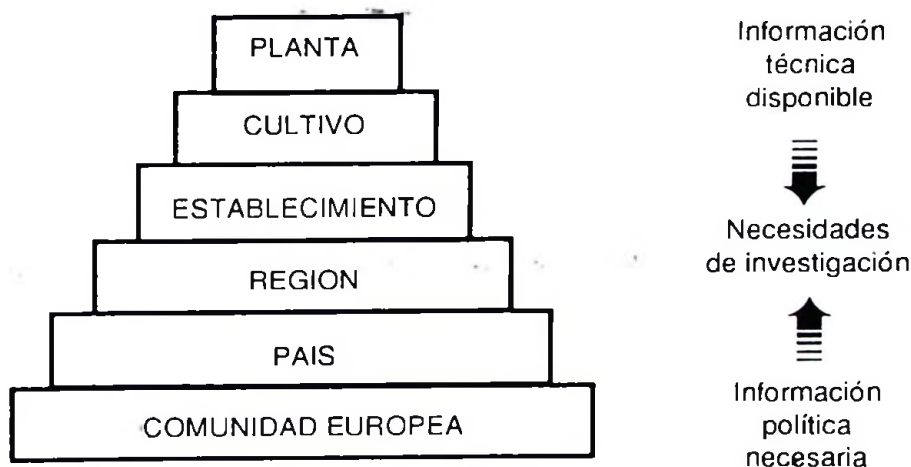 PLANTA
CULTIVO
ESTABLECIMIENTO
REGION
PAIS
COMUNIDAD EUROPEA
Información
técnica
disponible
Necesidades
de investigación
Información
política
necesaria